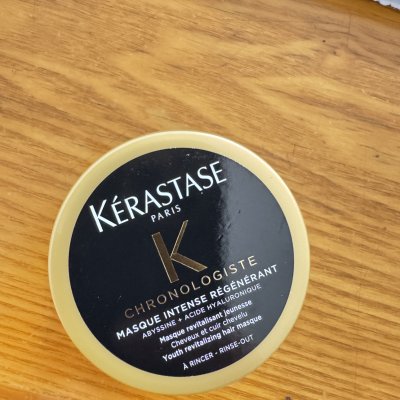 KÉRASTASE
PARIS
K
CHRONOLOGISTE
MASQUE INTENSE RÉGÉNÉRANT
ABYSSINE + ACIDE HYALURONIQUE
Masque revitalisant jeunesse
Cheveux et cuir chevelu
Youth revitalizing hair masque
À RINCER - RINSE-OUT